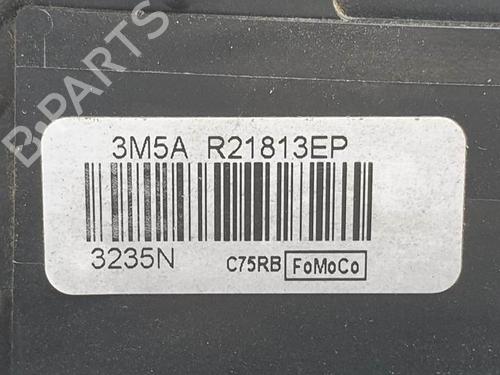 B-PARTS
3M5A R21813EP
3235N C75RB FoMoCo